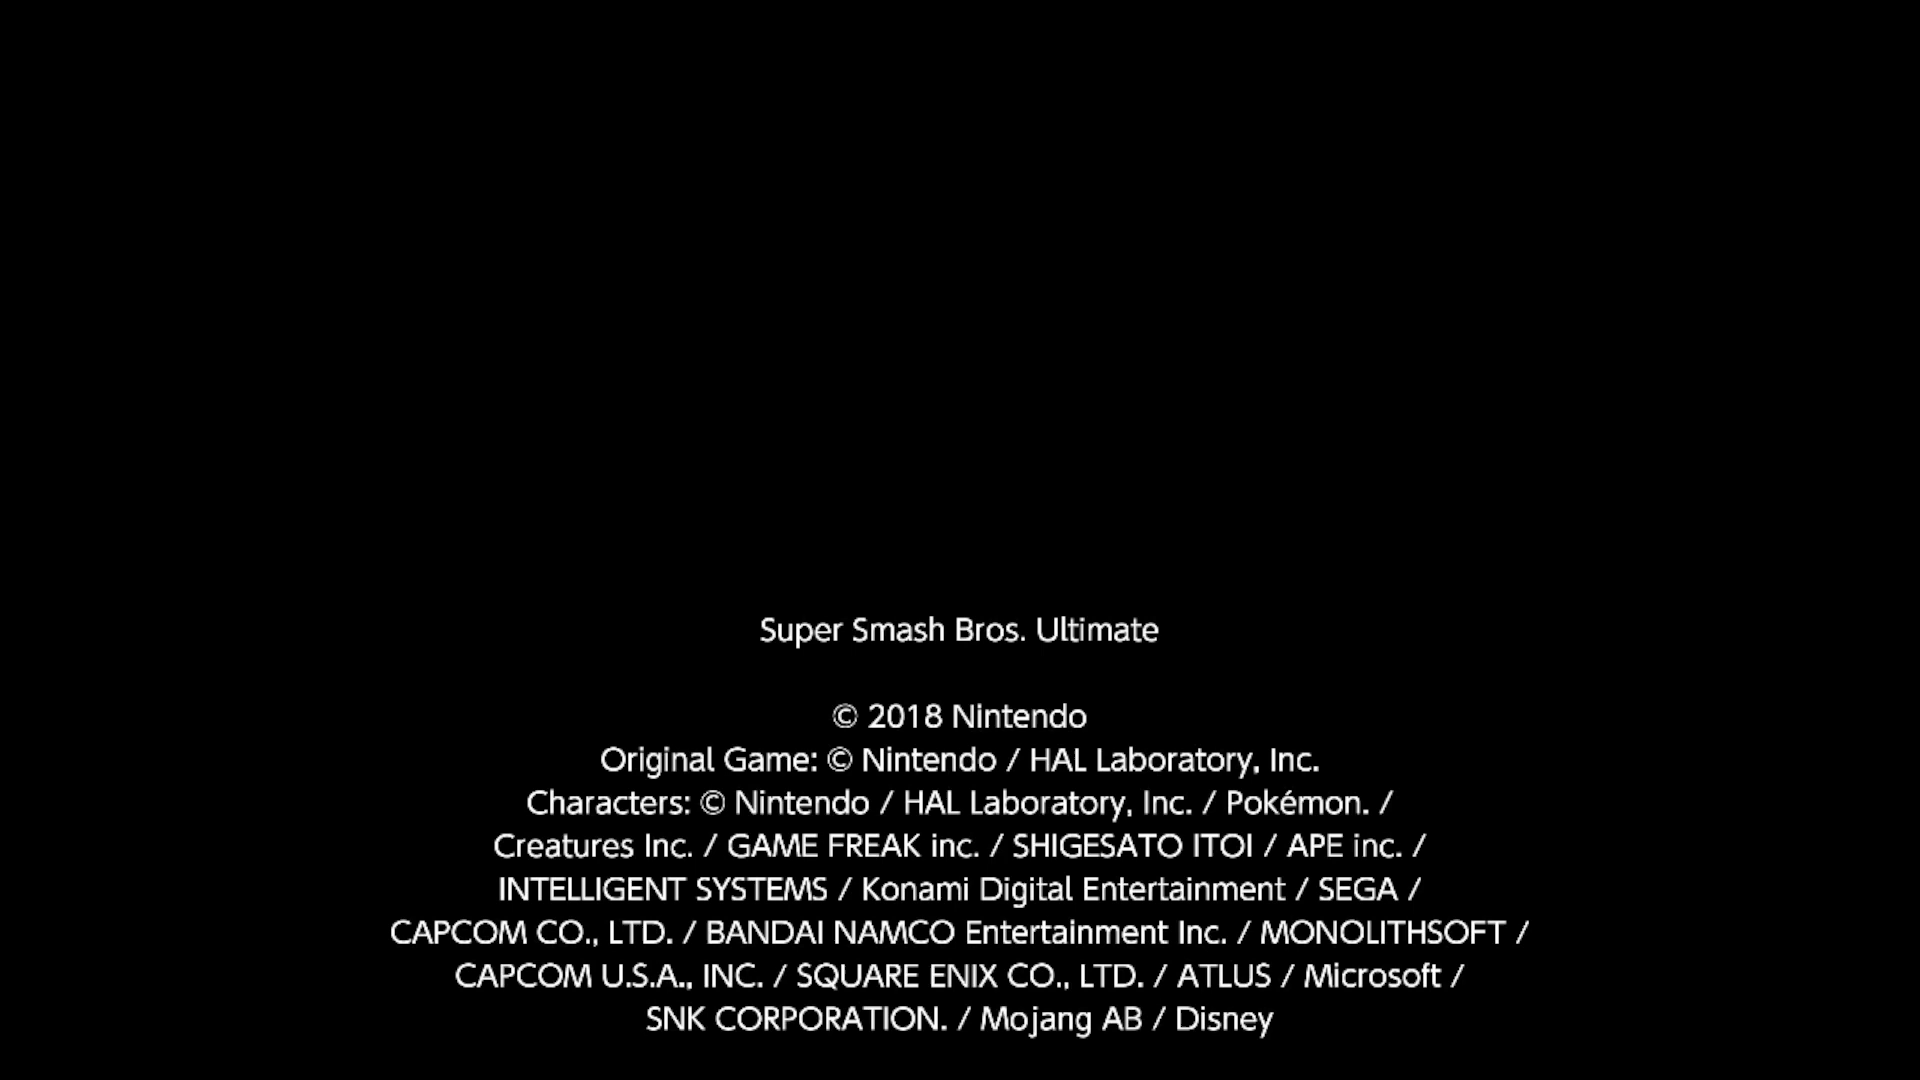 Super Smash Bros. Ultimate
© 2018 Nintendo
Original Game: © Nintendo / HAL Laboratory, Inc.
Characters: © Nintendo / HAL Laboratory, Inc. / Pokémon. /
Creatures Inc. / GAME FREAK inc. / SHIGESATO ITOI / APE inc. /
INTELLIGENT SYSTEMS / Konami Digital Entertainment / SEGA /
CAPCOM CO., LTD. / BANDAI NAMCO Entertainment Inc. / MONOLITHSOFT /
CAPCOM U.S.A., INC. / SQUARE ENIX CO., LTD. / ATLUS / Microsoft /
SNK CORPORATION. / Mojang AB / Disney